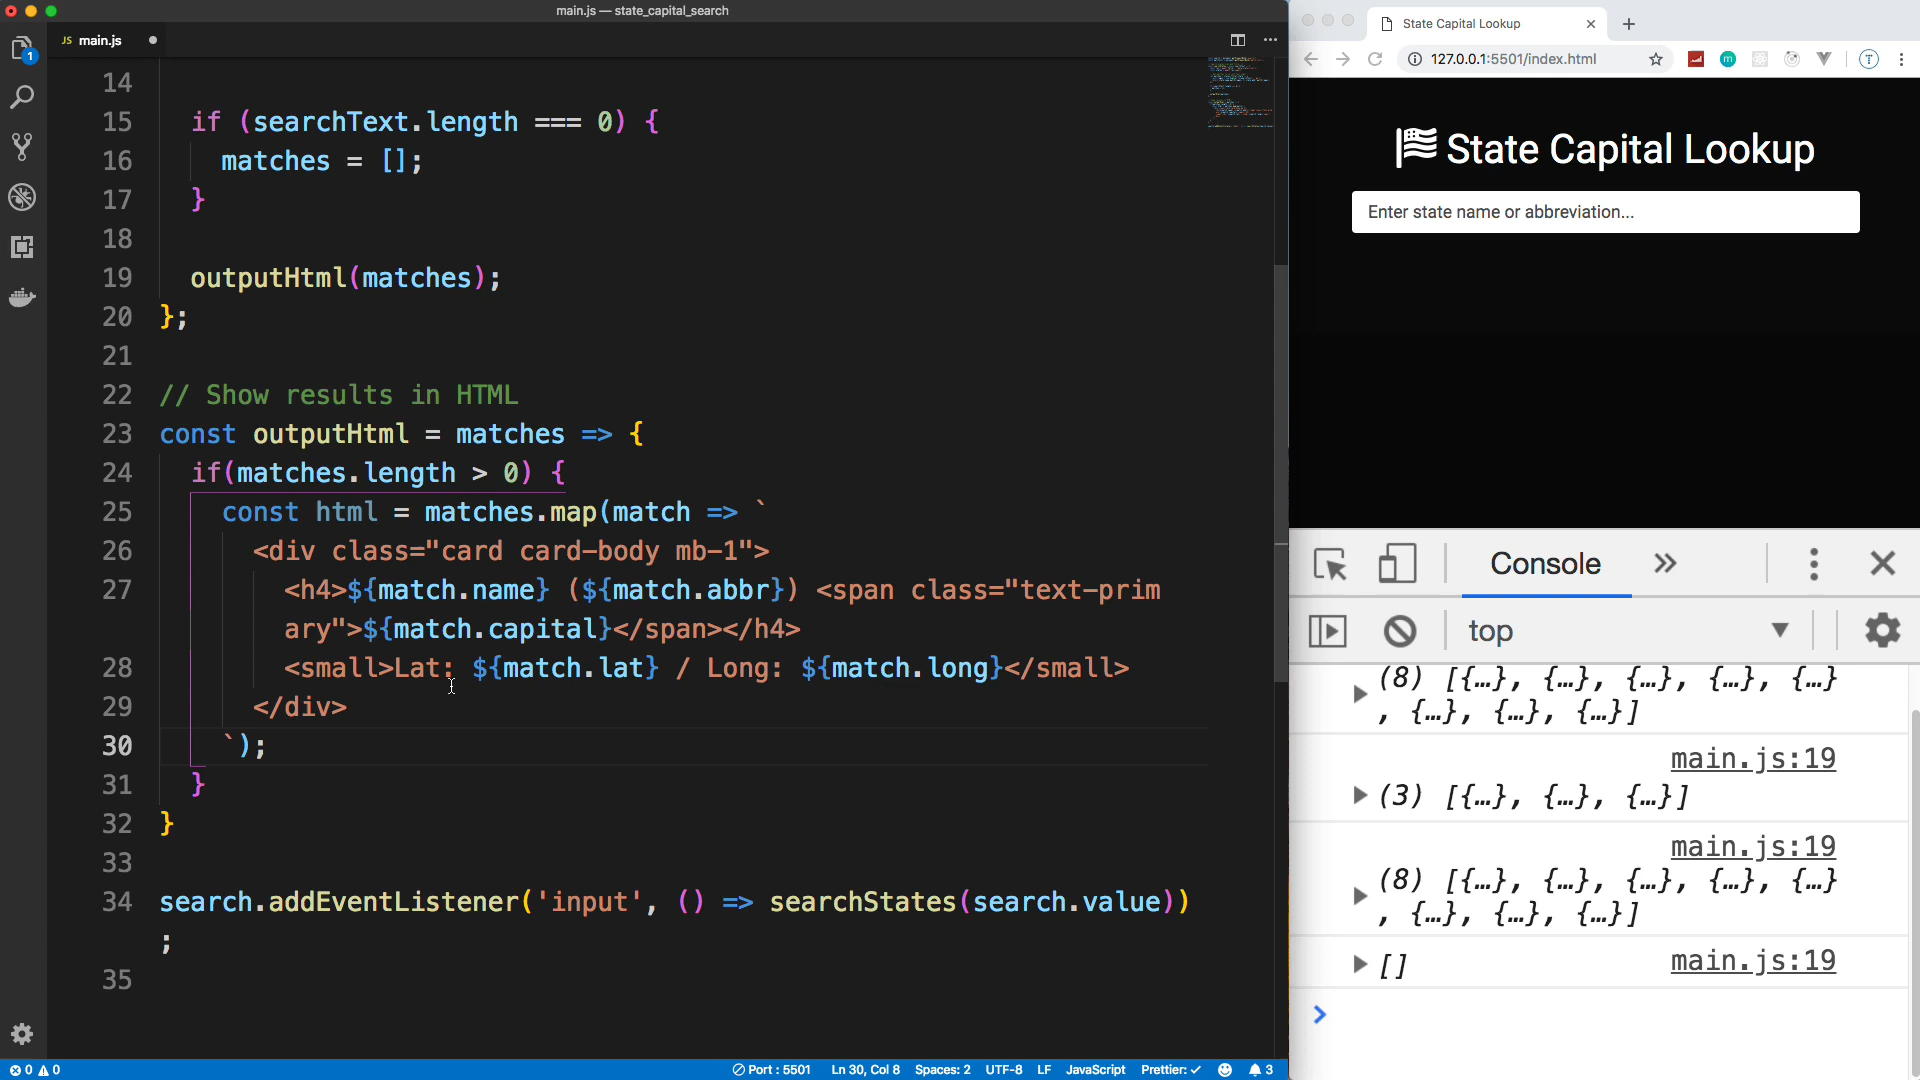 main.js — state_capital_search
JS main.js
14
15 if (searchText.length === 0) {
16 matches = [];
17 }
18
19 outputHtml(matches);
20 };
21
22 // Show results in HTML
23 const outputHtml = matches => {
24 if(matches.length > 0) {
25 const html = matches.map(match => `
26 <div class="card card-body mb-1">
27 <h4>${match.name} (${match.abbr}) <span class="text-prim
ary">${match.capital}</span></h4>
28 <small>Lat: ${match.lat} / Long: ${match.long}</small>
29 </div>
30 `);
31 }
32 }
33
34 search.addEventListener('input', () => searchStates(search.value))
;
35
1
0 0
Port : 5501 Ln 30, Col 8 Spaces: 2 UTF-8 LF JavaScript Prettier: ✓ 3
State Capital Lookup
127.0.0.1:5501/index.html
m
T
State Capital Lookup
Enter state name or abbreviation...
Console
top
(8) [{…}, {…}, {…}, {…}, {…}
, {…}, {…}, {…}]
main.js:19
(3) [{…}, {…}, {…}]
main.js:19
(8) [{…}, {…}, {…}, {…}, {…}
, {…}, {…}, {…}]
[] main.js:19